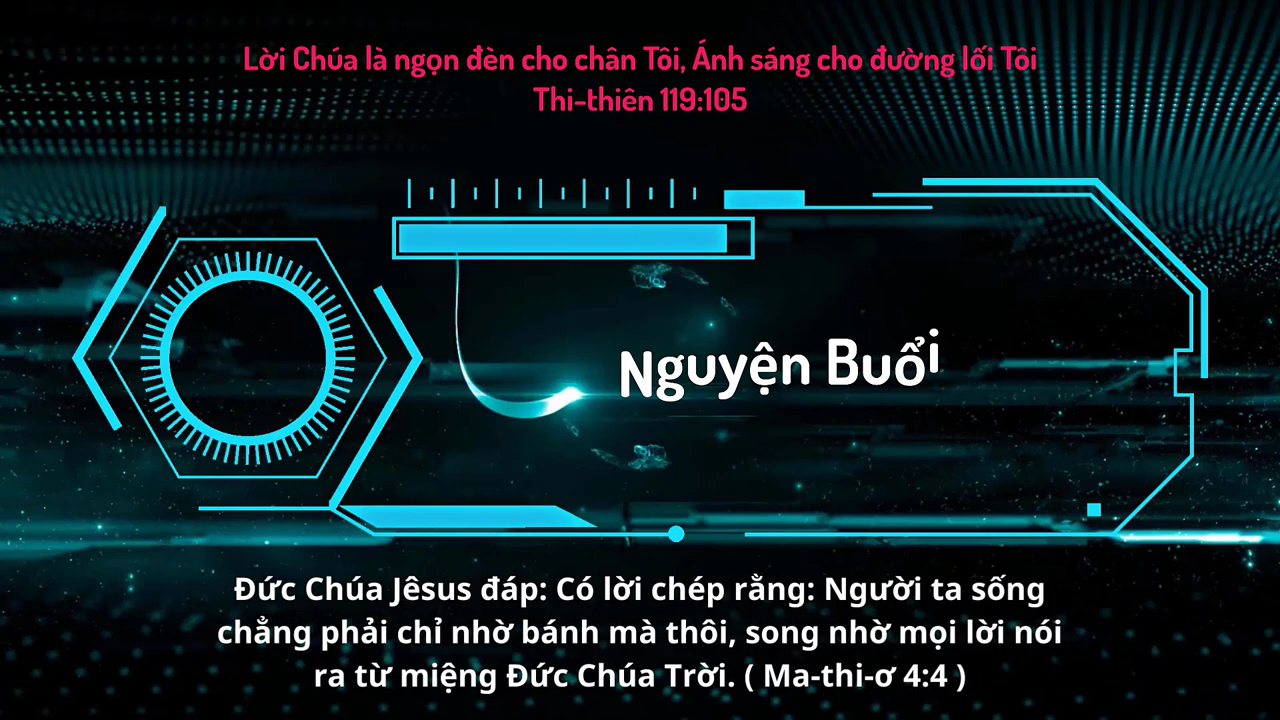 Lời Chúa là ngọn đèn cho chân Tôi, Ánh sáng cho đường lối Tôi
Thi-thiên 119:105
Nguyện Buổi
Đức Chúa Jêsus đáp: Có lời chép rằng: Người ta sống
chẳng phải chỉ nhờ bánh mà thôi, song nhờ mọi lời nói
ra từ miệng Đức Chúa Trời. ( Ma-thi-ơ 4:4 )